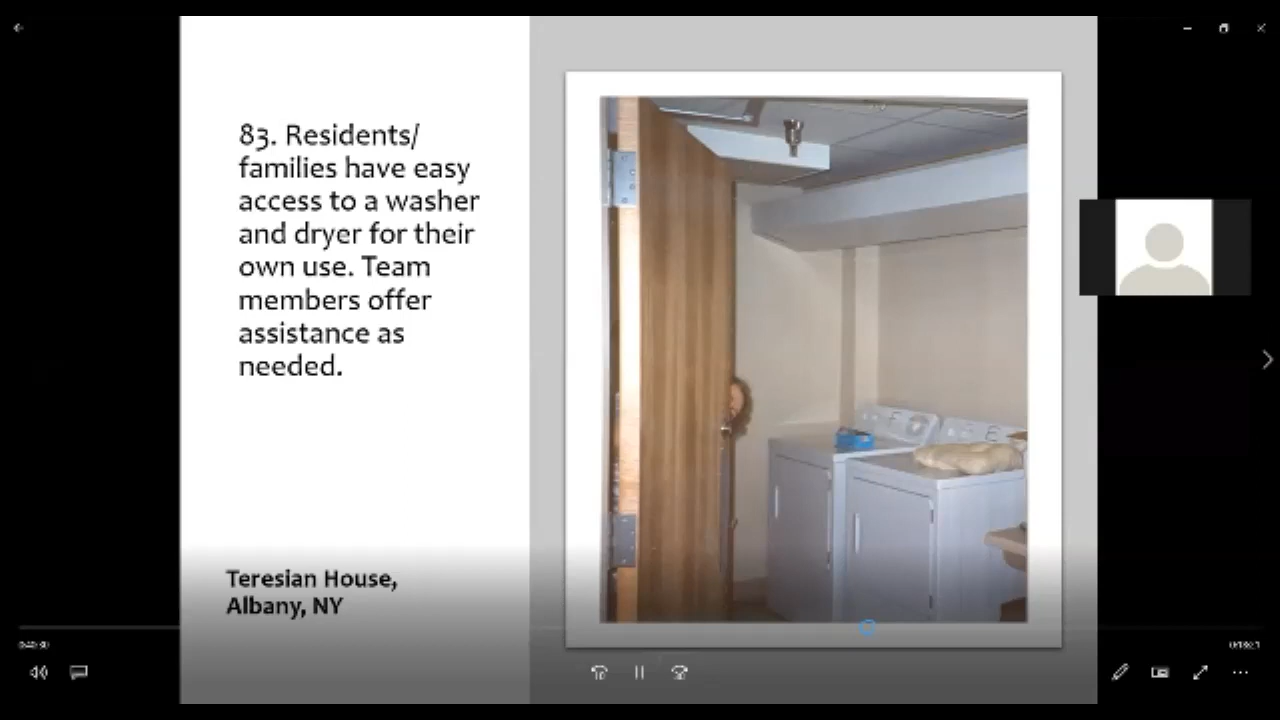 83. Residents/
families have easy
access to a washer
and dryer for their
own use. Team
members offer
assistance as
needed.
Teresian House,
Albany, NY